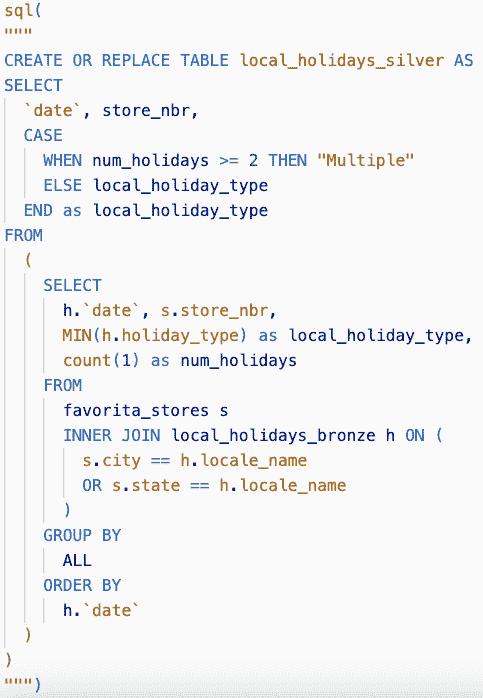 sql(
"""
CREATE OR REPLACE TABLE local_holidays_silver AS
SELECT
`date`, store_nbr,
CASE
WHEN num_holidays >= 2 THEN "Multiple"
ELSE local_holiday_type
END as local_holiday_type
FROM
(
SELECT
h.`date`, s.store_nbr,
MIN(h.holiday_type) as local_holiday_type,
count(1) as num_holidays
FROM
favorita_stores s
INNER JOIN local_holidays_bronze h ON (
s.city == h.locale_name
OR s.state == h.locale_name
)
GROUP BY
ALL
ORDER BY
h.`date`
)
)
""")